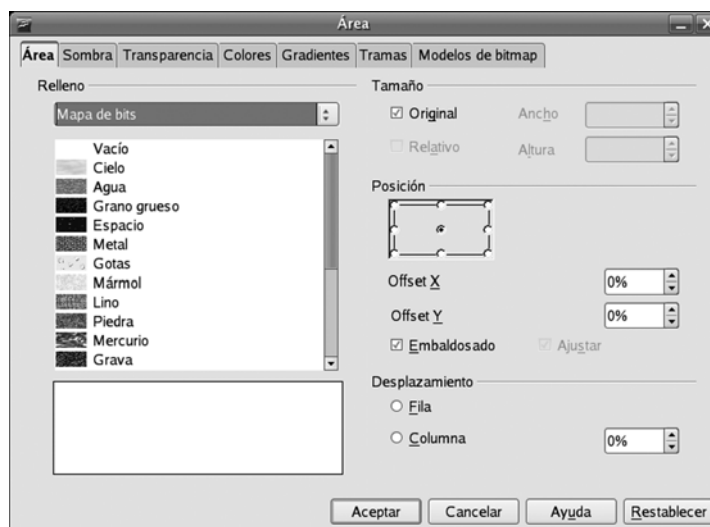 Área
Área Sombra Transparencia Colores Gradientes Tramas Modelos de bitmap
Relleno
Mapa de bits
Vacío
Cielo
Agua
Grano grueso
Espacio
Metal
Gotas
Mármol
Lino
Piedra
Mercurio
Grava
Tamaño
Original Ancho
Relativo Altura
Posición
Offset X 0%
Offset Y 0%
Embaldosado Ajustar
Desplazamiento
Fila
Columna 0%
Aceptar Cancelar Ayuda Restablecer